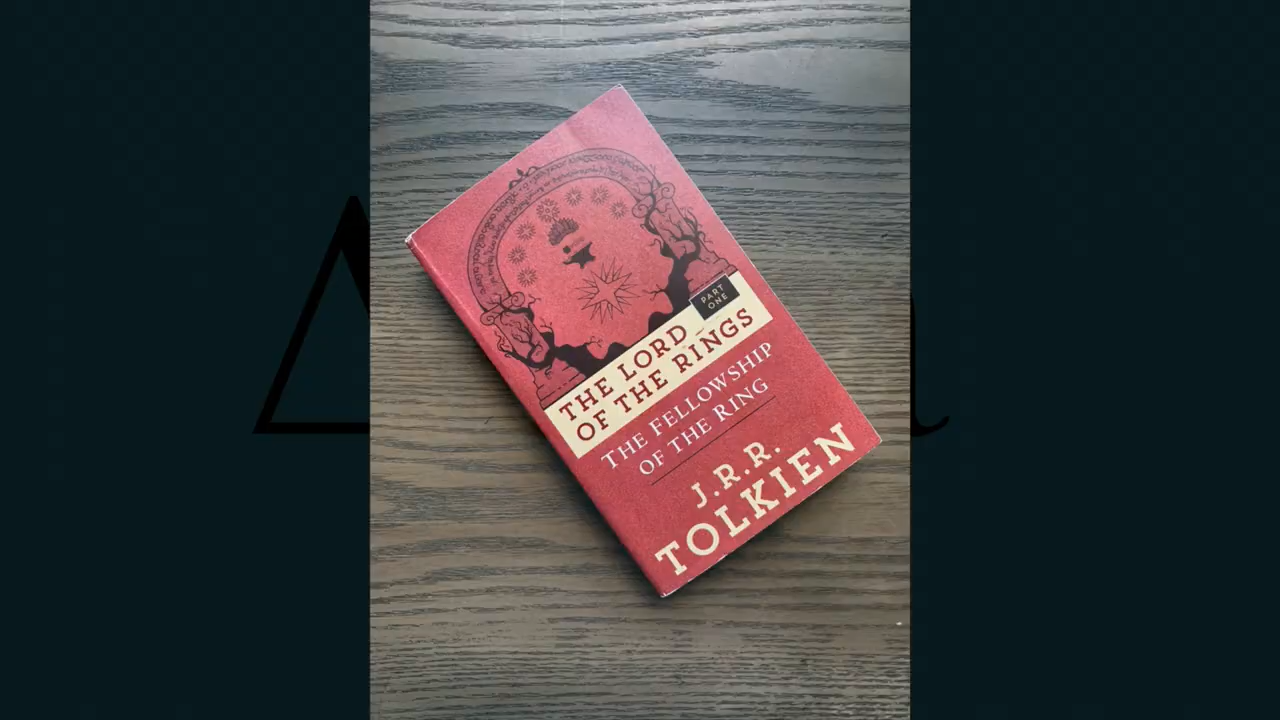 PART
ONE
THE LORD
OF THE RINGS
THE FELLOWSHIP
OF THE RING
J.R.R.
TOLKIEN